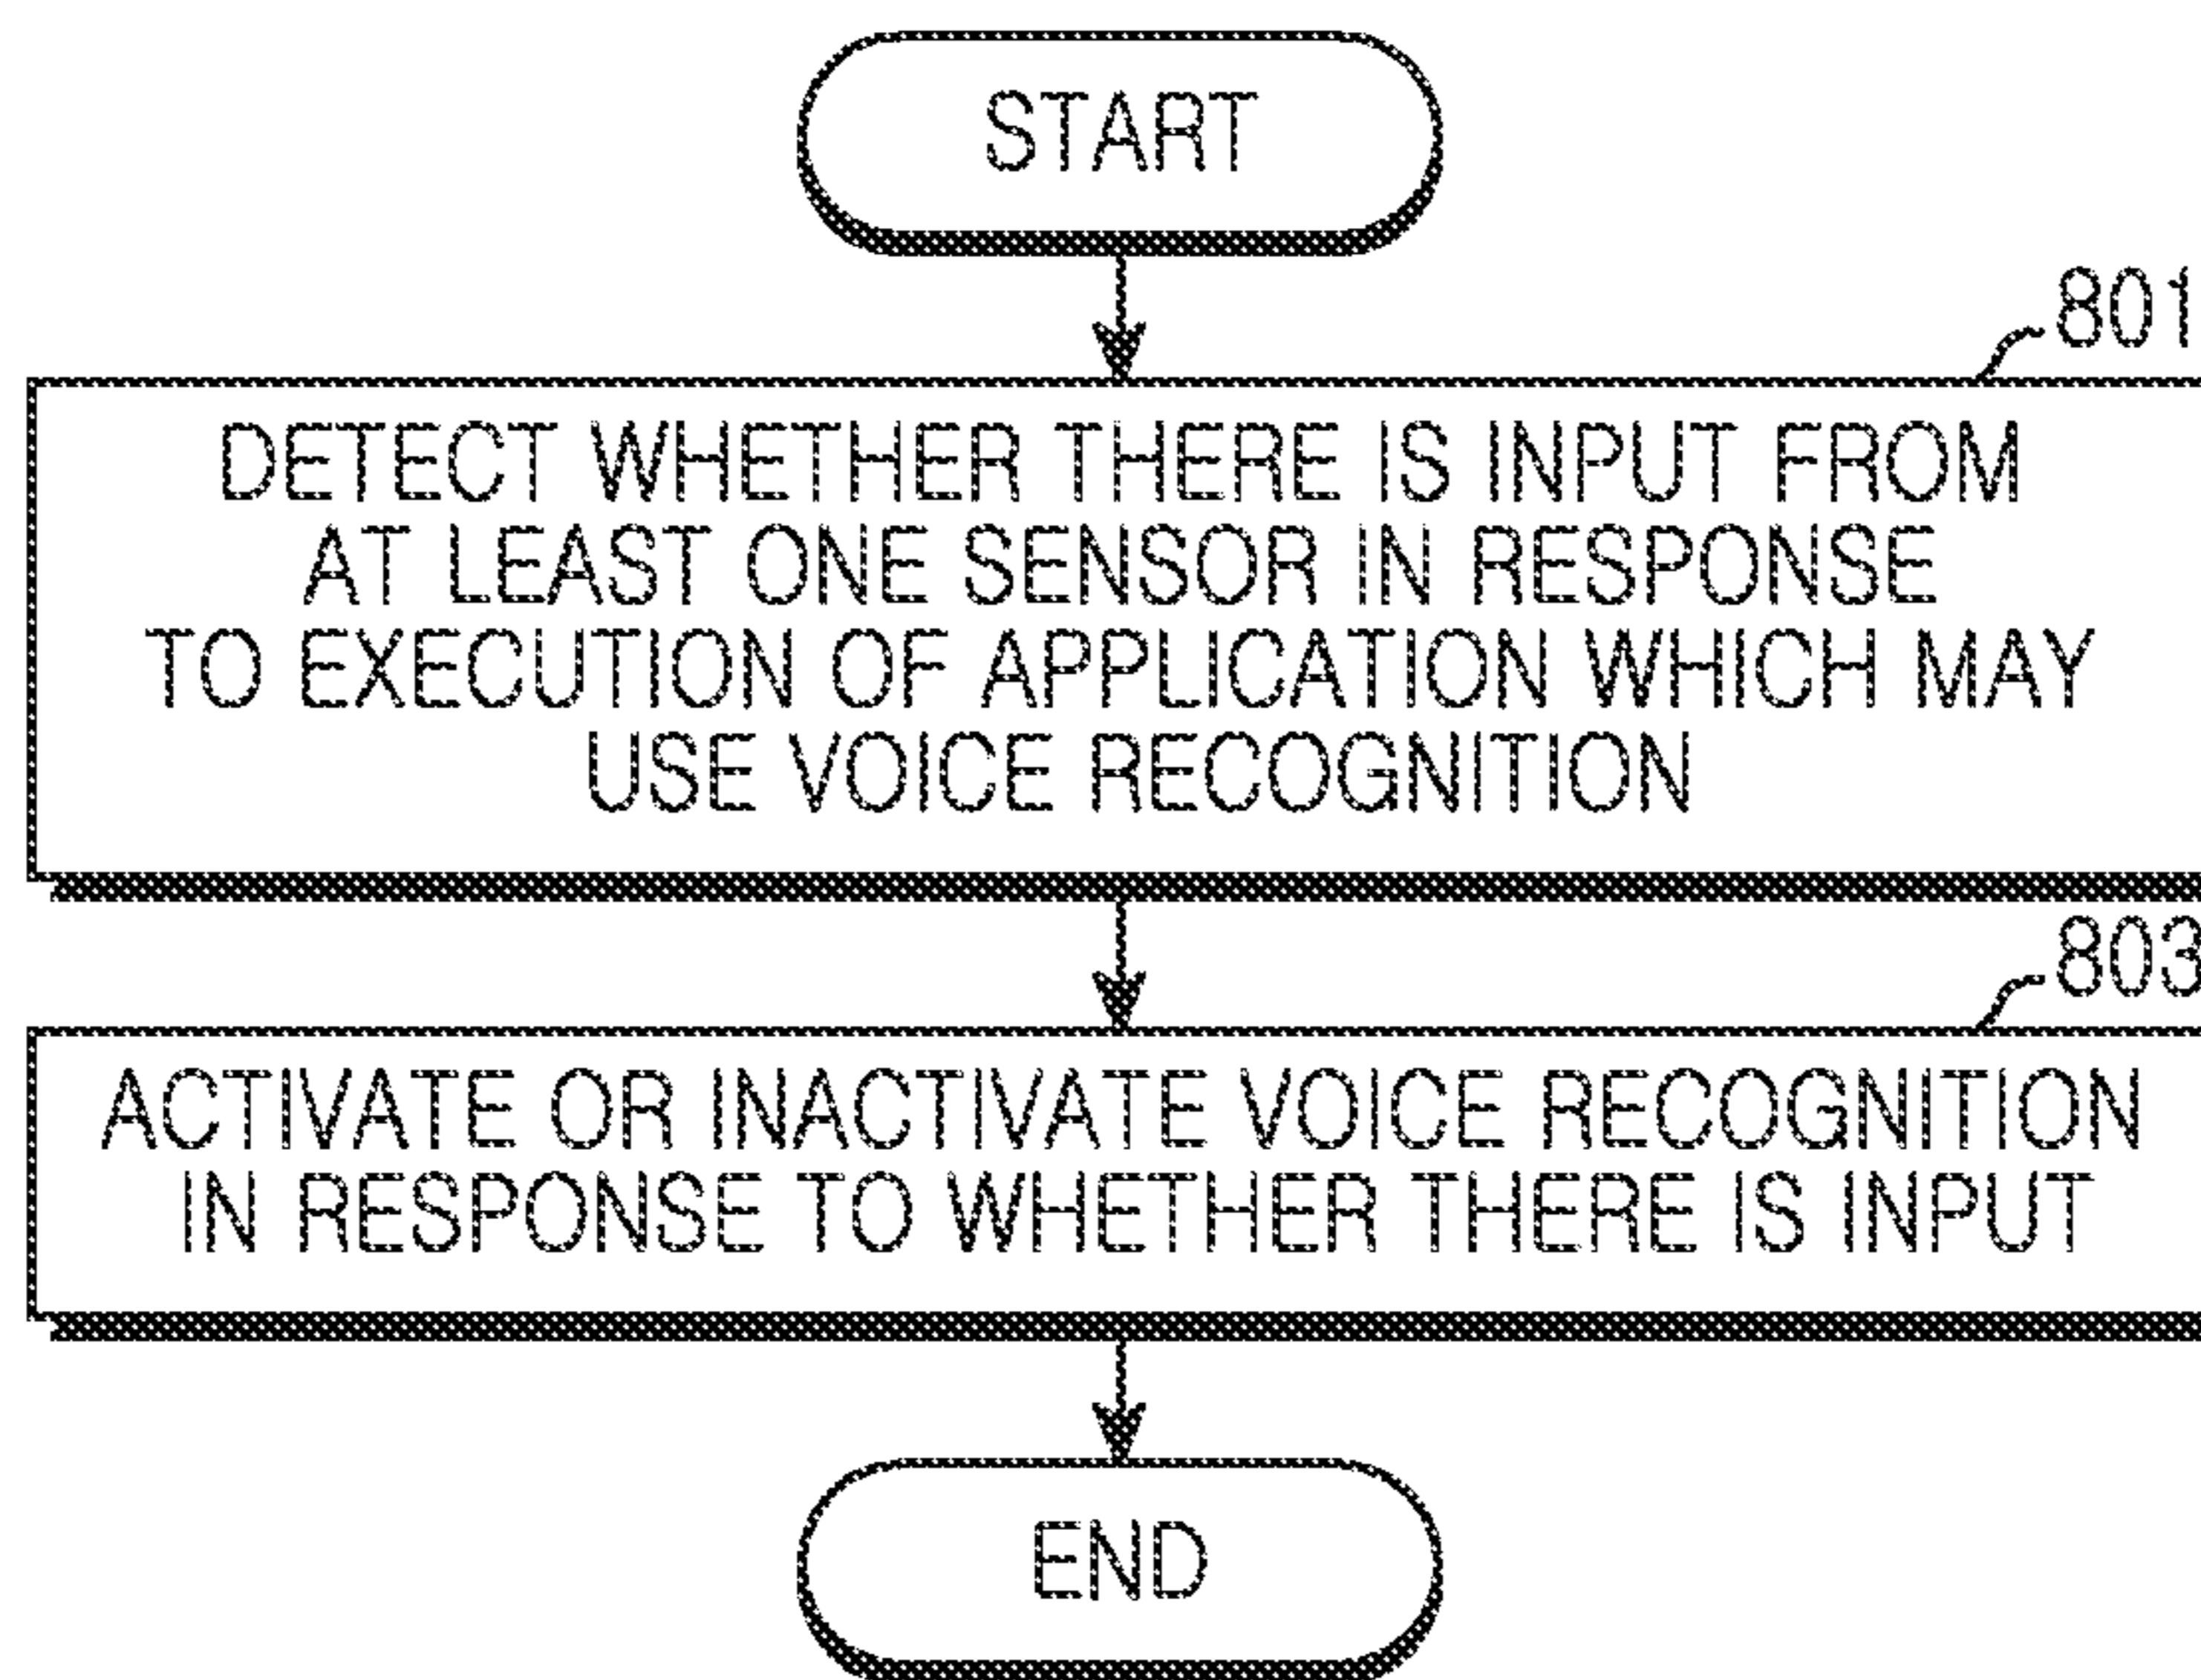 START
801
DETECT WHETHER THERE IS INPUT FROM
AT LEAST ONE SENSOR IN RESPONSE
TO EXECUTION OF APPLICATION WHICH MAY
USE VOICE RECOGNITION
803
ACTIVATE OR INACTIVATE VOICE RECOGNITION
IN RESPONSE TO WHETHER THERE IS INPUT
END